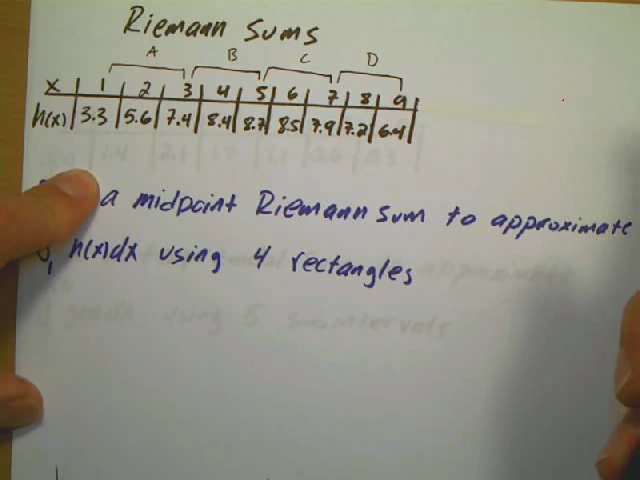 Riemann Sums
A B C D
x | 1 | 2 | 3 | 4 | 5 | 6 | 7 | 8 | 9
h(x) | 3.3 | 5.6 | 7.4 | 8.4 | 8.7 | 8.5 | 7.9 | 7.2 | 6.4
a midpoint Riemann sum to approximate
∫1 h(x)dx using 4 rectangles